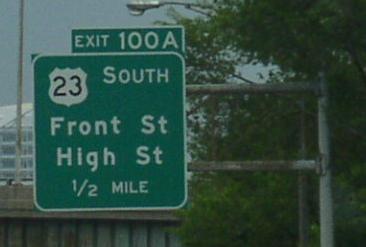 EXIT 100A
23 SOUTH
Front St
High St
1/2 MILE